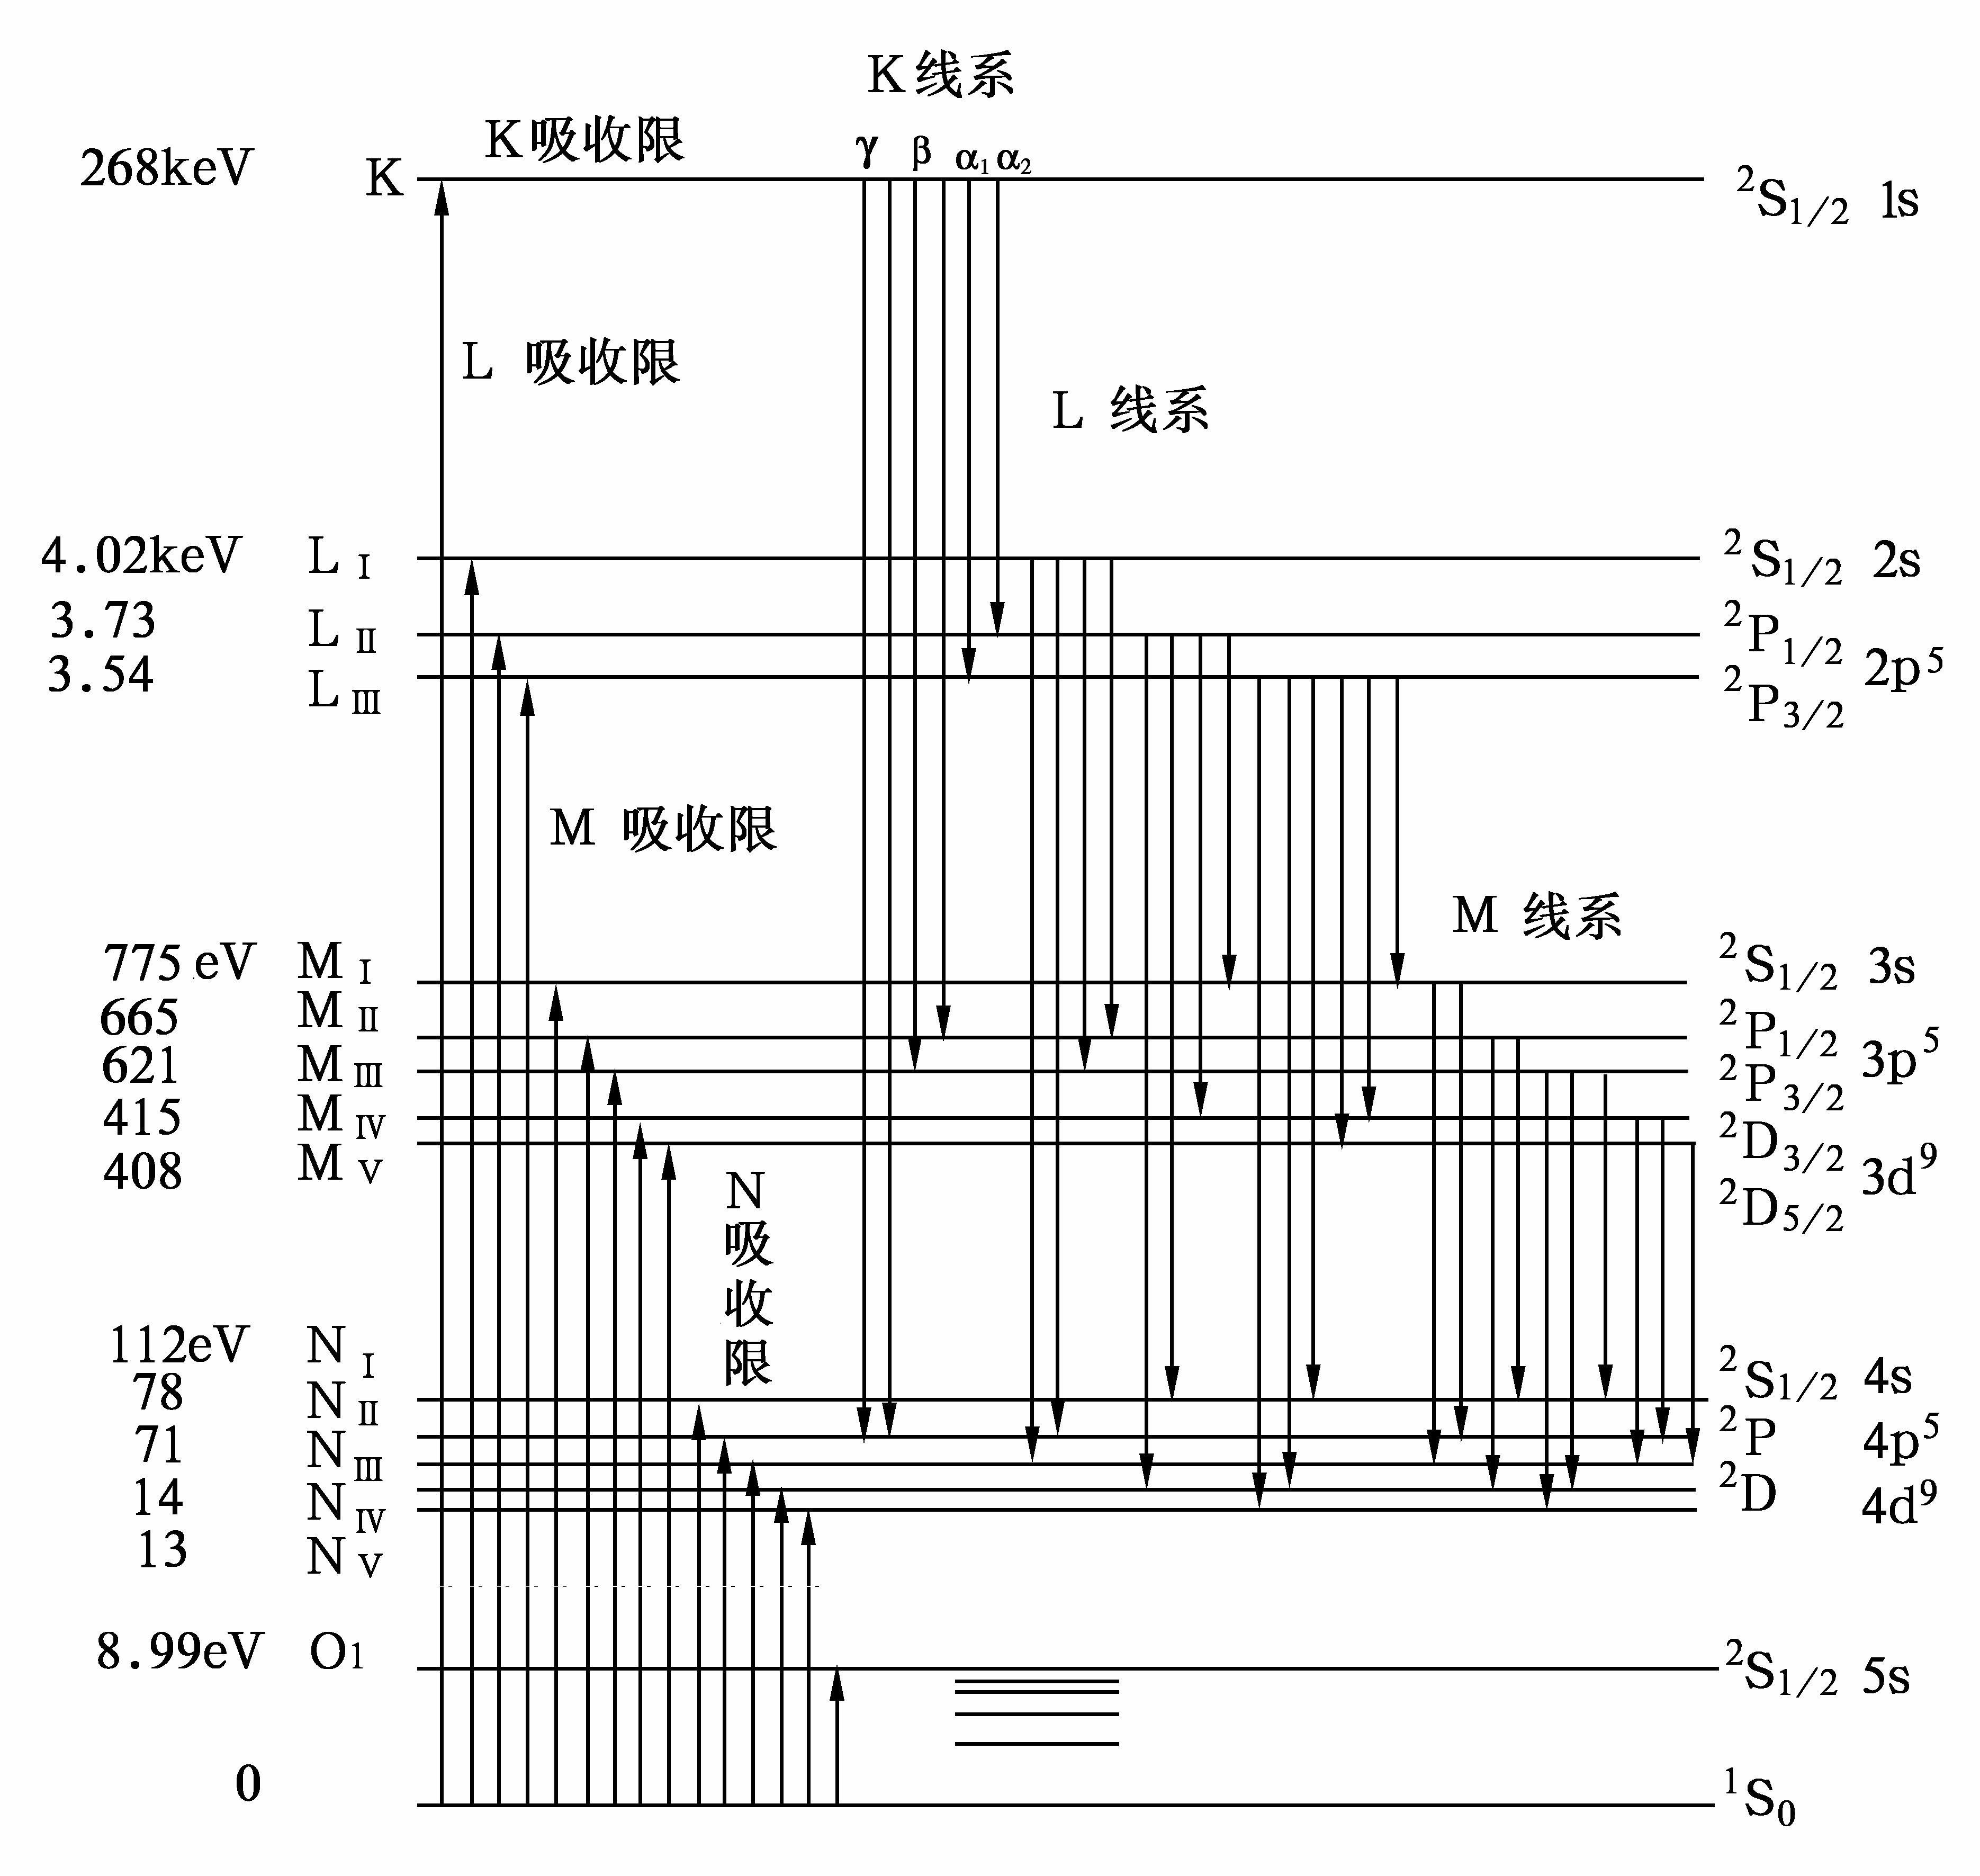 K 线系
K吸收限
γ β α₁ α₂
268keV K ²S₁/₂ 1s
L 吸收限
L 线系
4.02keV L Ⅰ ²S₁/₂ 2s
3.73 L Ⅱ ²P₁/₂
2p⁵
3.54 L Ⅲ ²P₃/₂
M 吸收限
M 线系
775 eV M Ⅰ ²S₁/₂ 3s
665 M Ⅱ ²P₁/₂
3p⁵
621 M Ⅲ ²P₃/₂
415 M Ⅳ ²D₃/₂
3d⁹
408 M Ⅴ ²D₅/₂
N
吸
收
限
112eV N Ⅰ ²S₁/₂ 4s
78 N Ⅱ ²P 4p⁵
71 N Ⅲ
14 N Ⅳ ²D 4d⁹
13 N Ⅴ
8.99eV O1 ²S₁/₂ 5s
0 ¹S₀